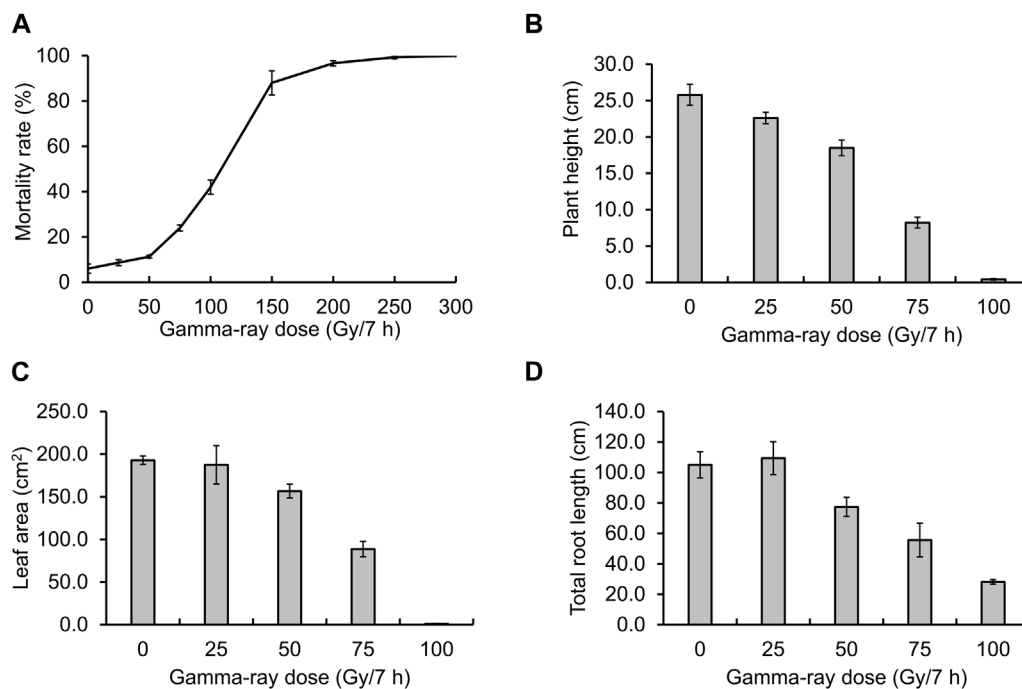 A
Mortality rate (%)
100
80
60
40
20
0
0 50 100 150 200 250 300
Gamma-ray dose (Gy/7 h)
B
Plant height (cm)
30.0
25.0
20.0
15.0
10.0
5.0
0.0
0 25 50 75 100
Gamma-ray dose (Gy/7 h)
C
Leaf area (cm²)
250.0
200.0
150.0
100.0
50.0
0.0
0 25 50 75 100
Gamma-ray dose (Gy/7 h)
D
Total root length (cm)
140.0
120.0
100.0
80.0
60.0
40.0
20.0
0.0
0 25 50 75 100
Gamma-ray dose (Gy/7 h)